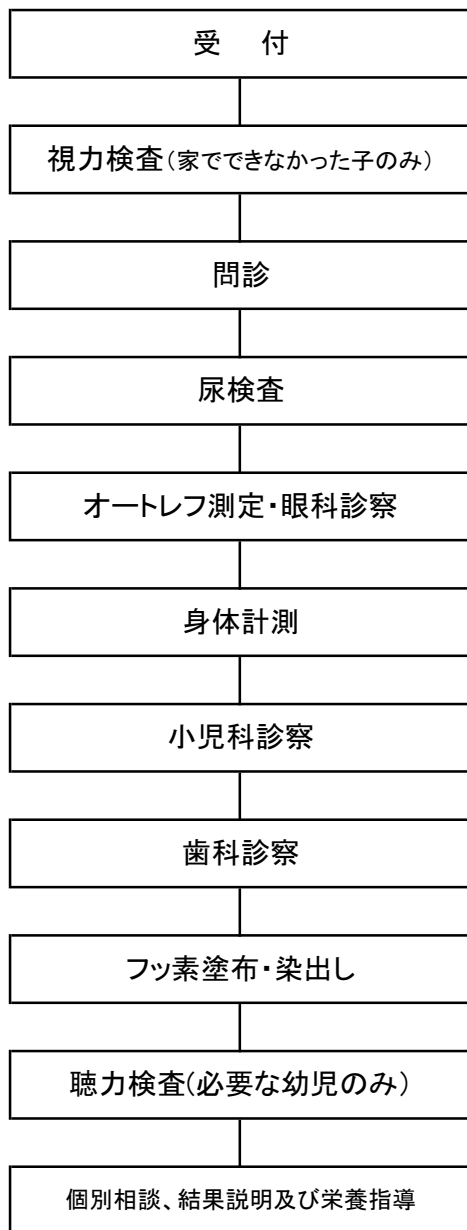 受　付
視力検査(家でできなかった子のみ)
問診
尿検査
オートレフ測定・眼科診察
身体計測
小児科診察
歯科診察
フッ素塗布・染出し
聴力検査(必要な幼児のみ)
個別相談、結果説明及び栄養指導